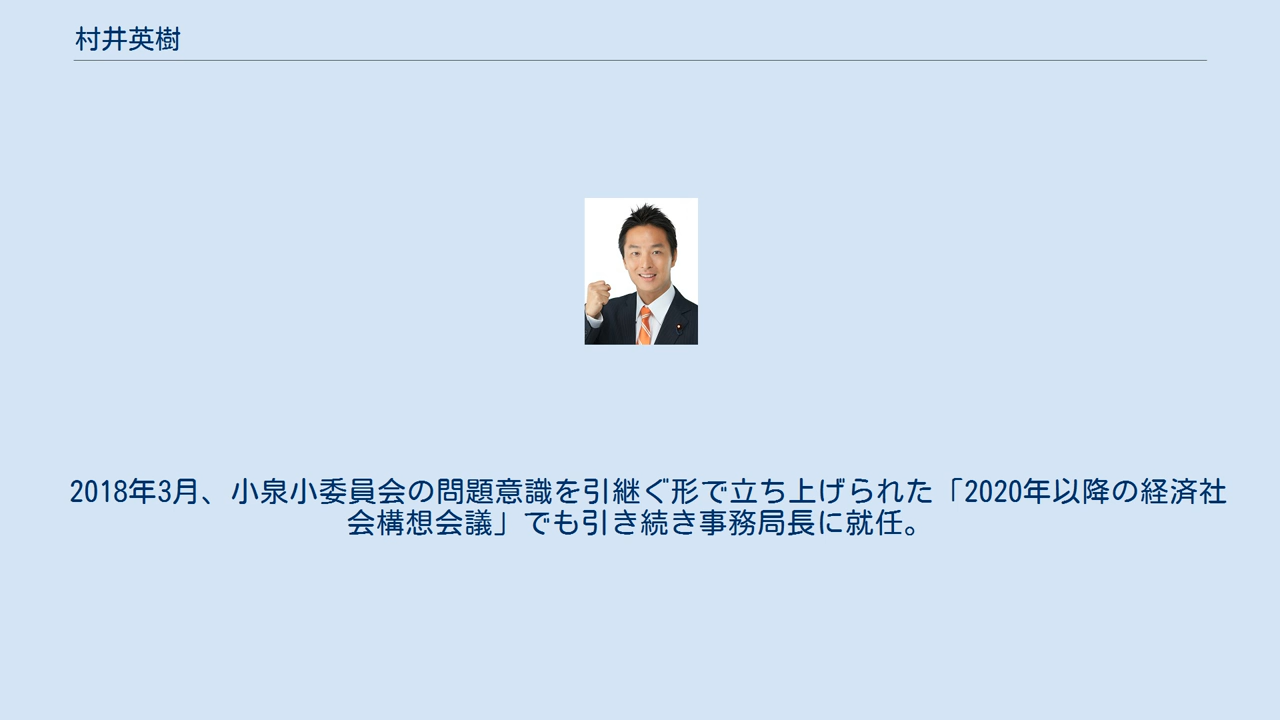 村井英樹
2018年3月、小泉小委員会の問題意識を引継ぐ形で立ち上げられた「2020年以降の経済社
会構想会議」でも引き続き事務局長に就任。